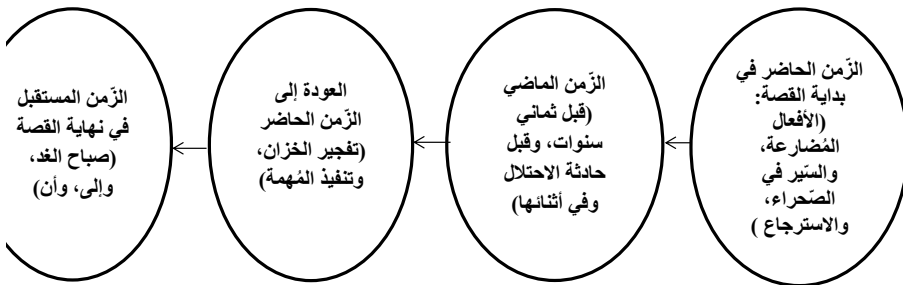 الزّمن الحاضر في
بداية القصة:
(الأفعال
المُضارعة،
والسّير في
الصّحراء،
والاسترجاع )
الزّمن الماضي
(قبل ثماني
سنوات، وقبل
حادثة الاحتلال
وفي أثنائها)
العودة إلى
الزّمن الحاضر
(تفجير الخزان،
وتنفيذ المُهمة)
الزّمن المستقبل
في نهاية القصة
(صباح الغد،
وإلى، وأن)